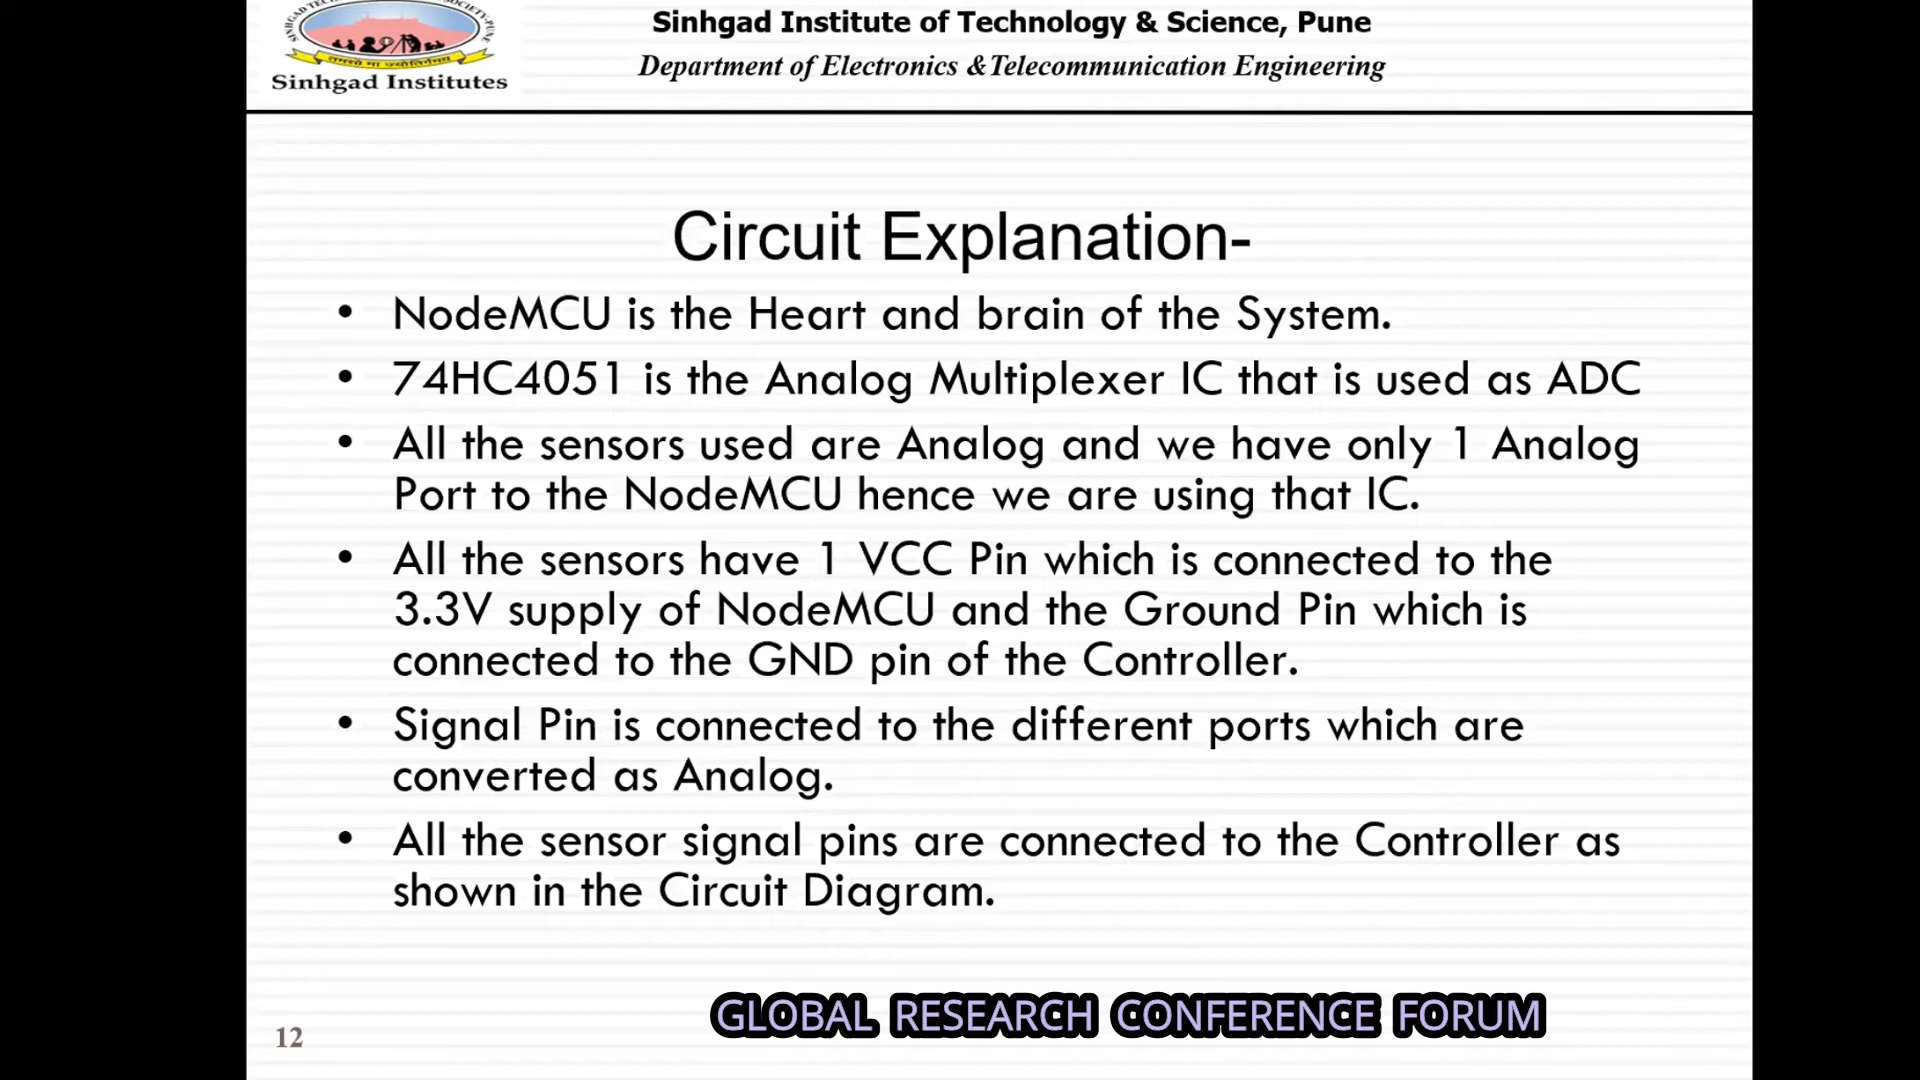 Sinhgad Institute of Technology & Science, Pune
Department of Electronics &Telecommunication Engineering
Sinhgad Institutes
Circuit Explanation-
• NodeMCU is the Heart and brain of the System.
• 74HC4051 is the Analog Multiplexer IC that is used as ADC
• All the sensors used are Analog and we have only 1 Analog
Port to the NodeMCU hence we are using that IC.
• All the sensors have 1 VCC Pin which is connected to the
3.3V supply of NodeMCU and the Ground Pin which is
connected to the GND pin of the Controller.
• Signal Pin is connected to the different ports which are
converted as Analog.
• All the sensor signal pins are connected to the Controller as
shown in the Circuit Diagram.
GLOBAL RESEARCH CONFERENCE FORUM
12